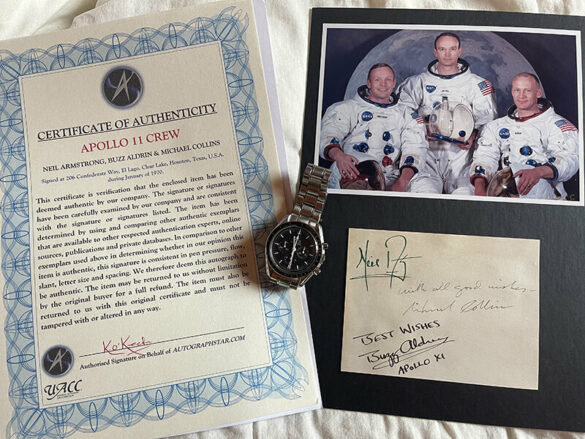 CERTIFICATE OF AUTHENTICITY
APOLLO 11 CREW
NEIL ARMSTRONG, BUZZ ALDRIN & MICHAEL COLLINS
Signed at 206 Confederate Way, El Lago, Clear Lake, Houston, Texas, U.S.A.
during January of 1970.
This certificate is verification that the enclosed item has been
deemed authentic by our company. The signature or signatures
have been carefully examined by our company and are consistent
with the signature or signatures listed. The item has been
determined by using and comparing other authentic exemplars
that are available to other respected authentication experts, online
sources, publications and private databases. In comparison to other
exemplars used above in determining whether in our opinion this
item is authentic, this signature is consistent in pen pressure, flow,
slant, letter size and spacing. We therefore deem this autograph to
be authentic. The item may be returned to us without limitation
by the original buyer for a full refund. The item must also be
returned to us with this original certificate and must not be
tampered with or altered in any way.
Authorised Signature on Behalf of AUTOGRAPHSTAR.COM
UACC
Neil
with all good wishes
Michael Collins
BEST WISHES
Buzz Aldrin
APOLLO XI